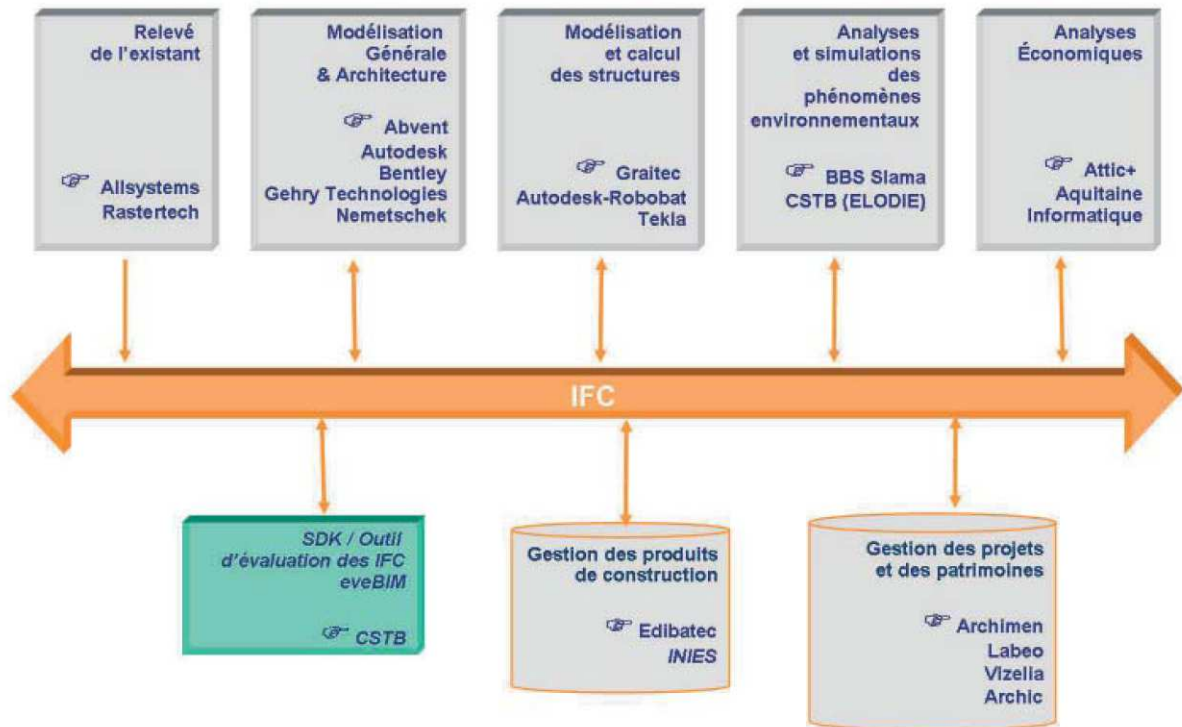 Relevé
de l'existant
☞ Allsystems
Rastertech
Modélisation
Générale
& Architecture
☞ Abvent
Autodesk
Bentley
Gehry Technologies
Nemetschek
Modélisation
et calcul
des structures
☞ Graitec
Autodesk-Robobat
Tekla
Analyses
et simulations
des
phénomènes
environnementaux
☞ BBS Slama
CSTB (ELODIE)
Analyses
Économiques
☞ Attic+
Aquitaine
Informatique
IFC
SDK / Outil
d'évaluation des IFC
eveBIM
☞ CSTB
Gestion des produits
de construction
☞ Edibatec
INIES
Gestion des projets
et des patrimoines
☞ Archimen
Labeo
Vizelia
Archic